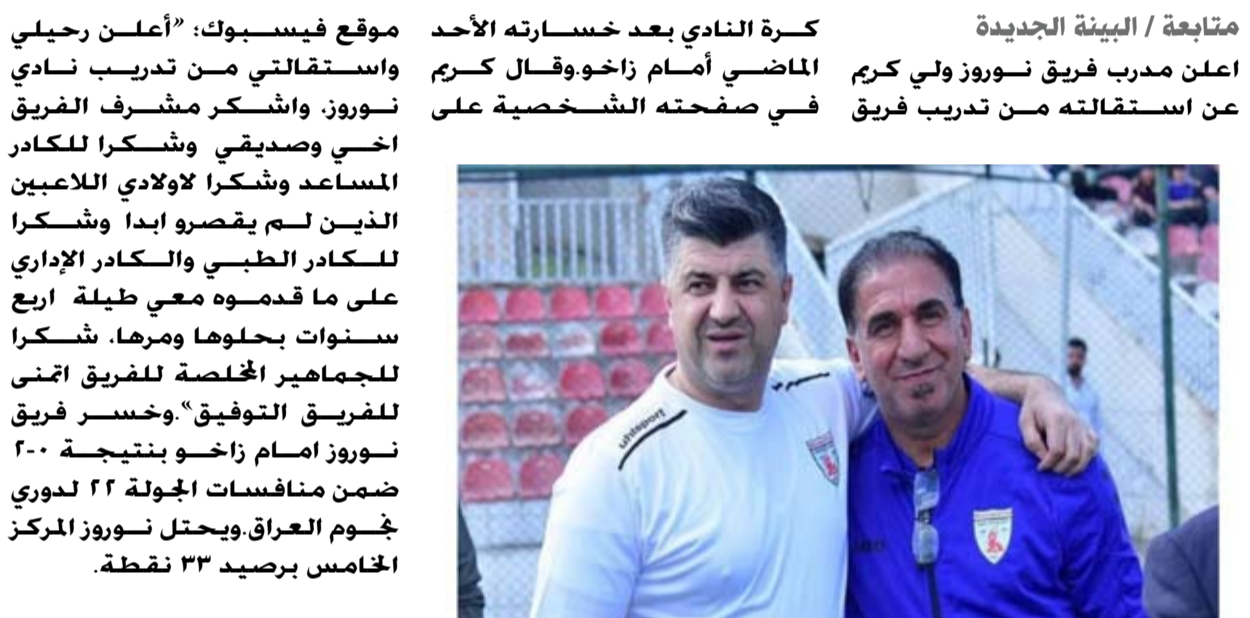 متابعة / البينة الجديدة
اعلن مدرب فريق نوروز ولي كريم
عن استقالته من تدريب فريق
كرة النادي بعد خسارته الأحد
الماضي أمام زاخو.وقال كريم
في صفحته الشخصية على
موقع فيسبوك؛ «أعلن رحيلي
واستقالتي من تدريب نادي
نوروز، واشكر مشرف الفريق
اخي وصديقي وشكرا للكادر
المساعد وشكرا لاولادي اللاعبين
الذين لم يقصرو ابدا وشكرا
للكادر الطبي والكادر الإداري
على ما قدموه معي طيلة اربع
سنوات بحلوها ومرها، شكرا
للجماهير المخلصة للفريق اتمنى
للفريق التوفيق».وخسر فريق
نوروز امام زاخو بنتيجة ٠-٢
ضمن منافسات الجولة ٢٢ لدوري
نجوم العراق.ويحتل نوروز المركز
الخامس برصيد ٣٣ نقطة.
uhlsport